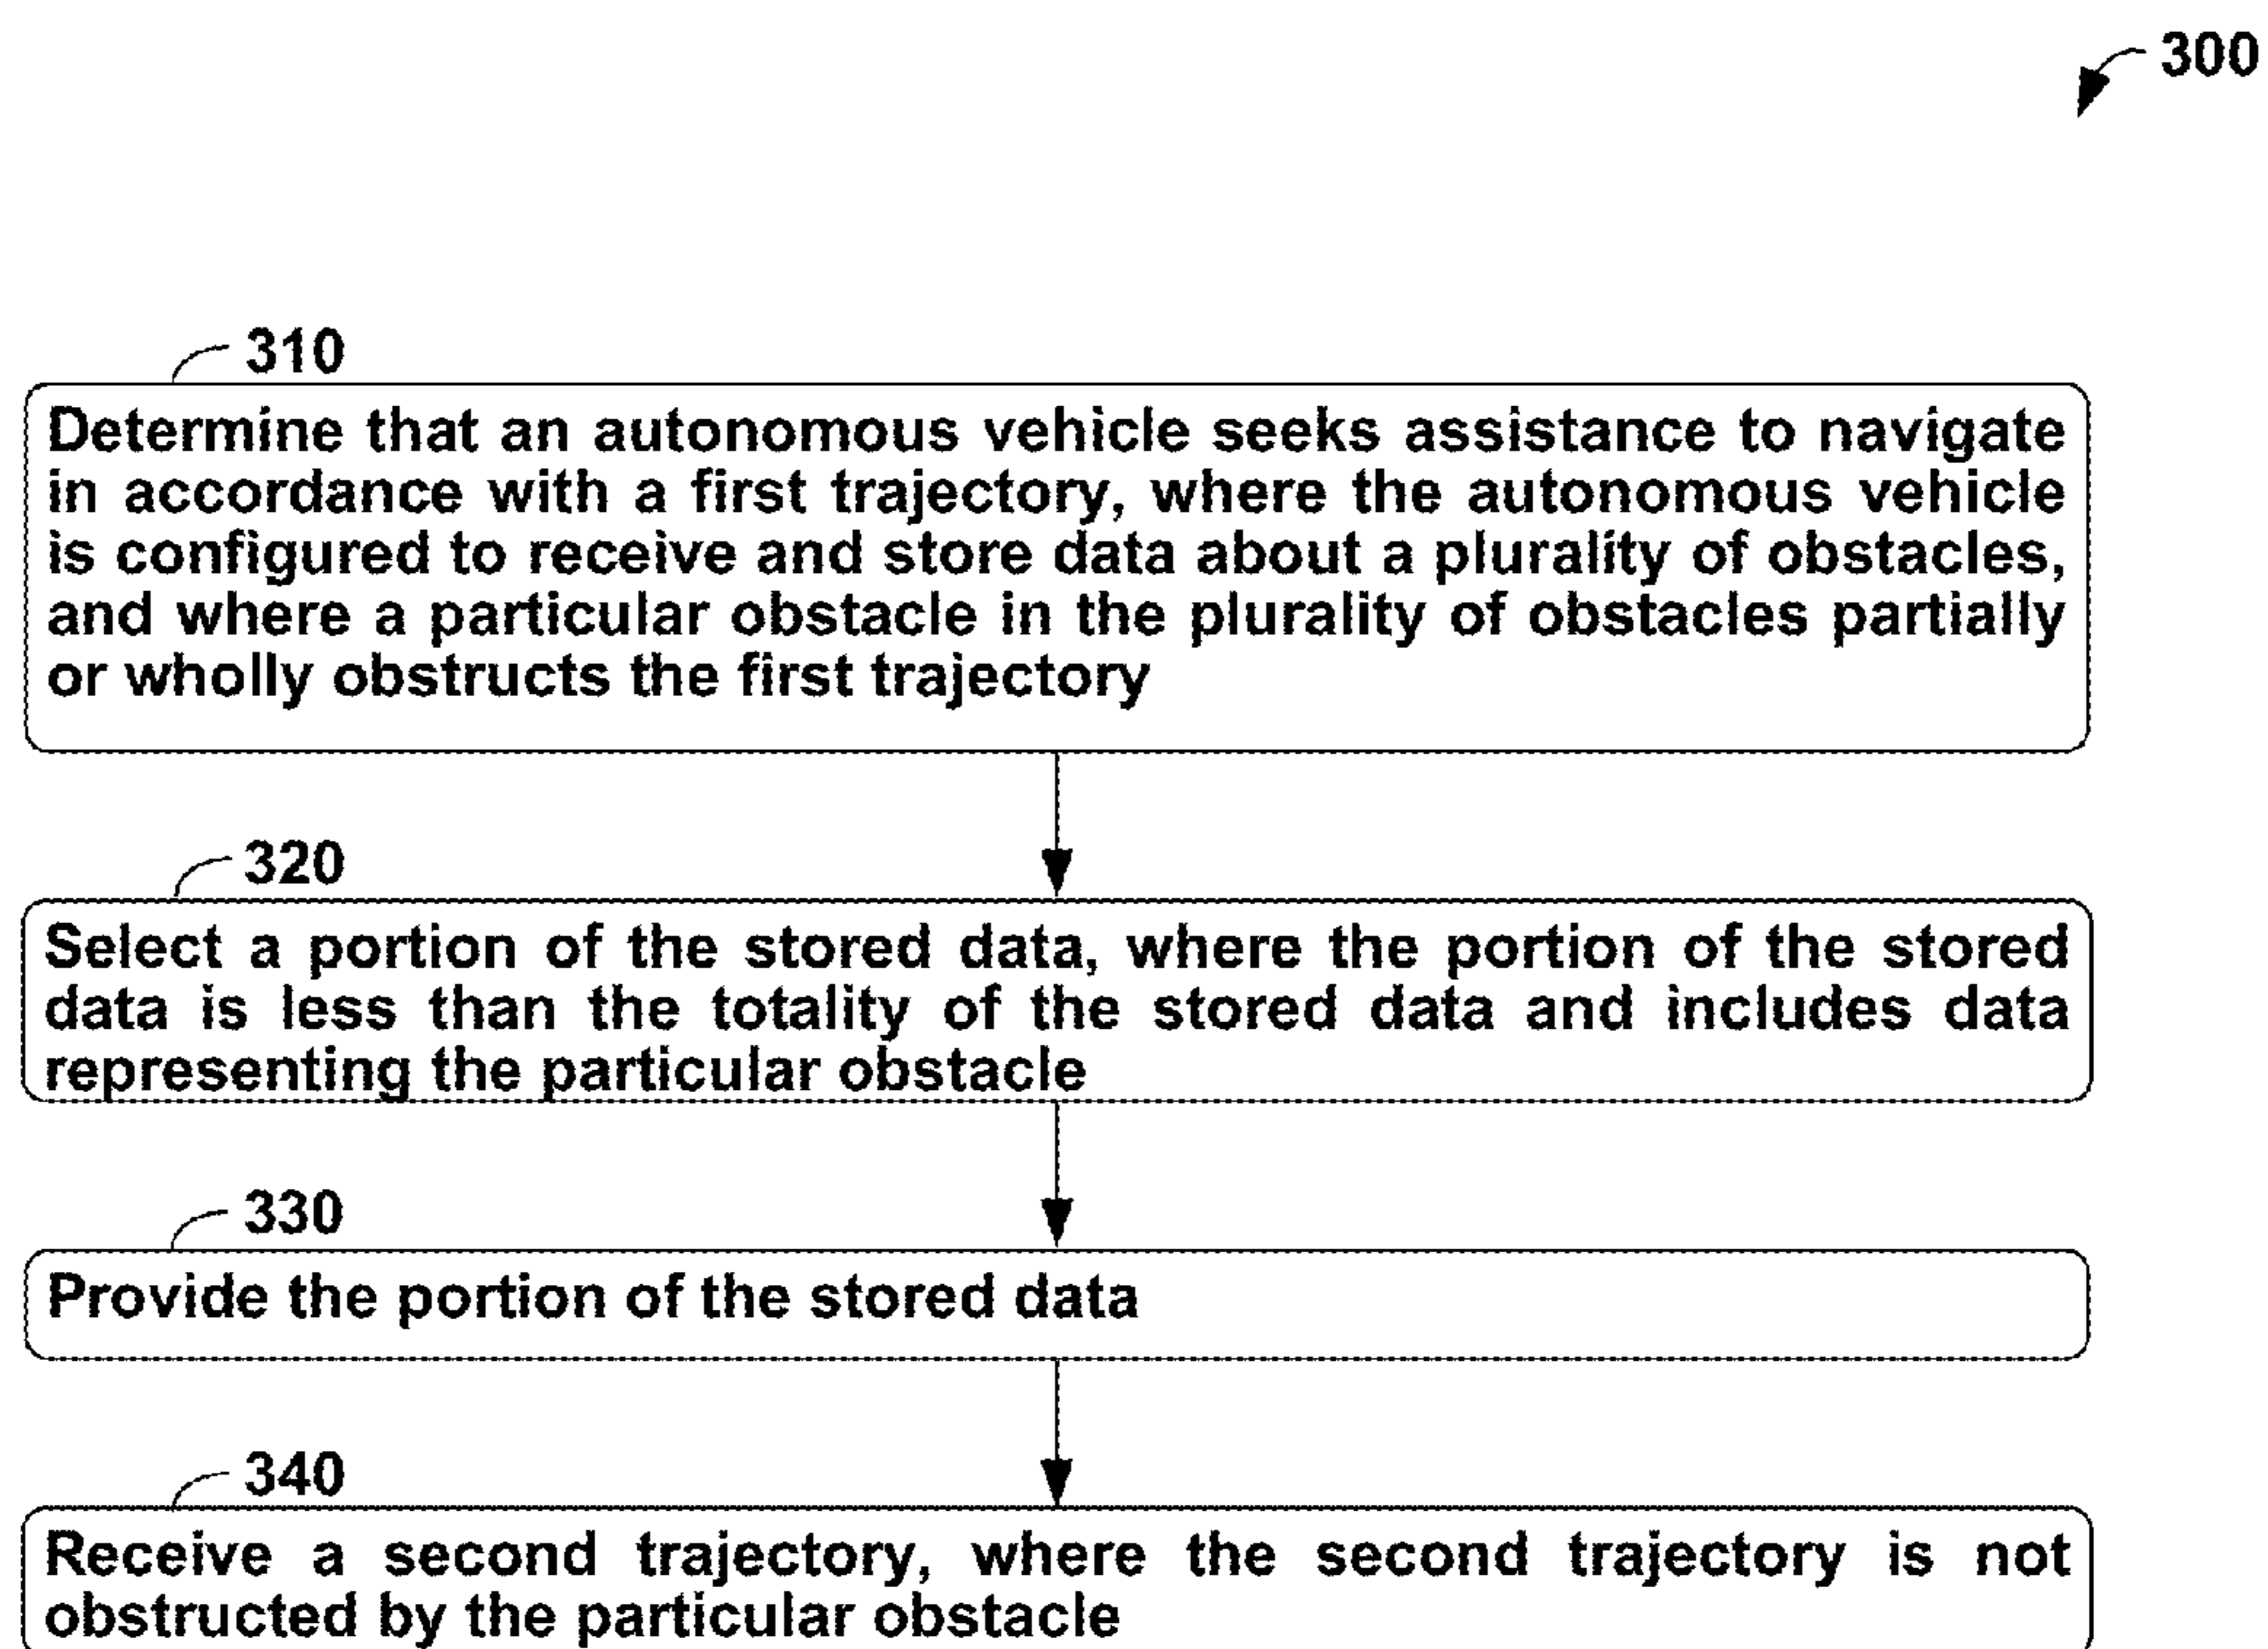 300
310
Determine that an autonomous vehicle seeks assistance to navigate
in accordance with a first trajectory, where the autonomous vehicle
is configured to receive and store data about a plurality of obstacles,
and where a particular obstacle in the plurality of obstacles partially
or wholly obstructs the first trajectory
320
Select a portion of the stored data, where the portion of the stored
data is less than the totality of the stored data and includes data
representing the particular obstacle
330
Provide the portion of the stored data
340
Receive a second trajectory, where the second trajectory is not
obstructed by the particular obstacle